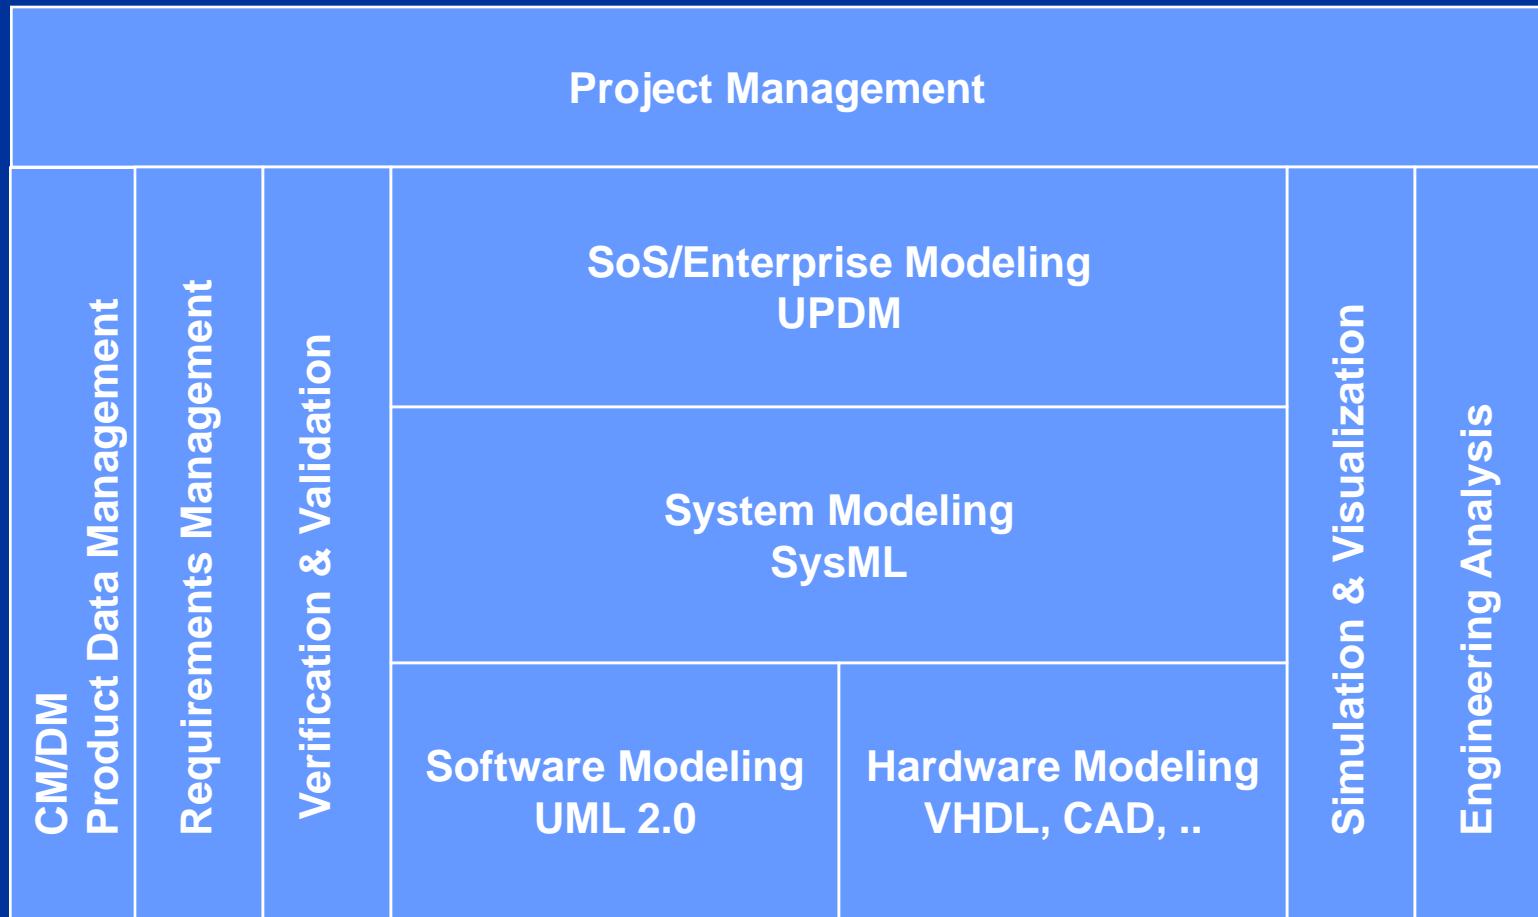 Project Management
CM/DM
Product Data Management
Requirements Management
Verification & Validation
SoS/Enterprise Modeling
UPDM
System Modeling
SysML
Software Modeling
UML 2.0
Hardware Modeling
VHDL, CAD, ..
Simulation & Visualization
Engineering Analysis